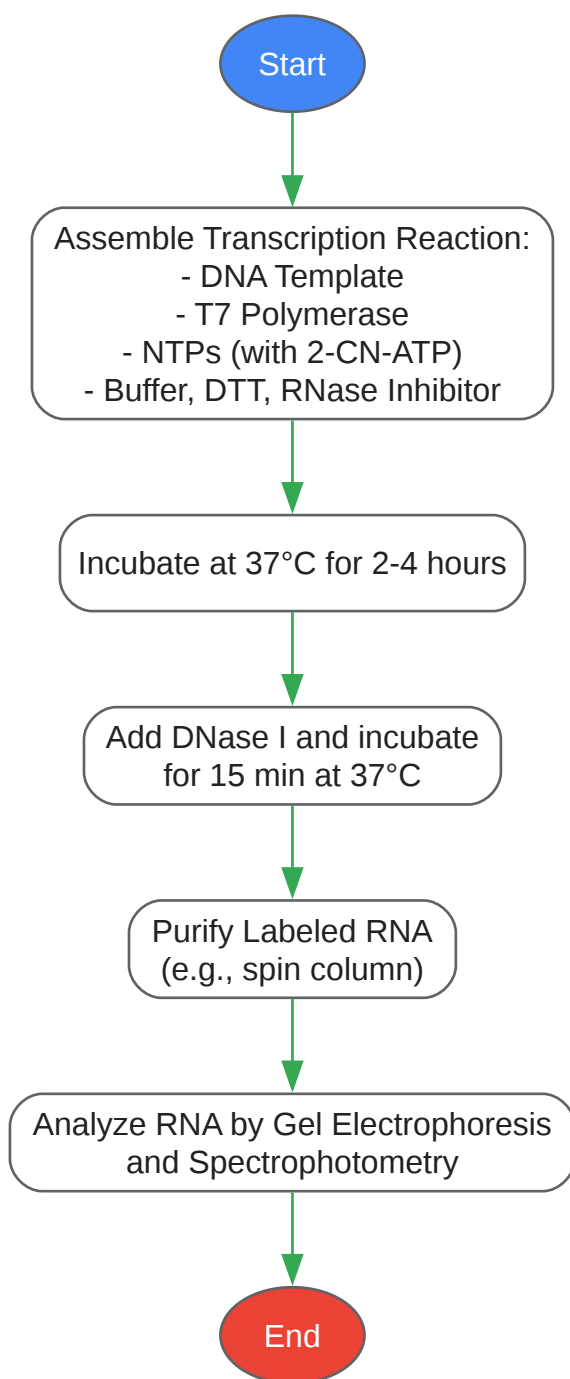 Start
Assemble Transcription Reaction:
- DNA Template
- T7 Polymerase
- NTPs (with 2-CN-ATP)
- Buffer, DTT, RNase Inhibitor
Incubate at 37°C for 2-4 hours
Add DNase I and incubate
for 15 min at 37°C
Purify Labeled RNA
(e.g., spin column)
Analyze RNA by Gel Electrophoresis
and Spectrophotometry
End